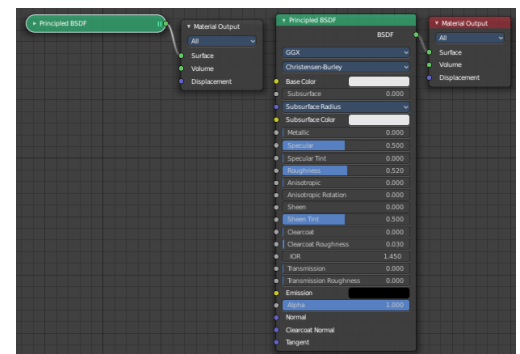 Principled BSDF
Material Output
All
Surface
Volume
Displacement
Principled BSDF
BSDF
GGX
Christensen-Burley
Base Color
Subsurface 0.000
Subsurface Radius
Subsurface Color
Metallic 0.000
Specular 0.500
Specular Tint 0.000
Roughness 0.520
Anisotropic 0.000
Anisotropic Rotation 0.000
Sheen 0.000
Sheen Tint 0.500
Clearcoat 0.000
Clearcoat Roughness 0.030
IOR 1.450
Transmission 0.000
Transmission Roughness 0.000
Emission
Alpha 1.000
Normal
Clearcoat Normal
Tangent
Material Output
All
Surface
Volume
Displacement